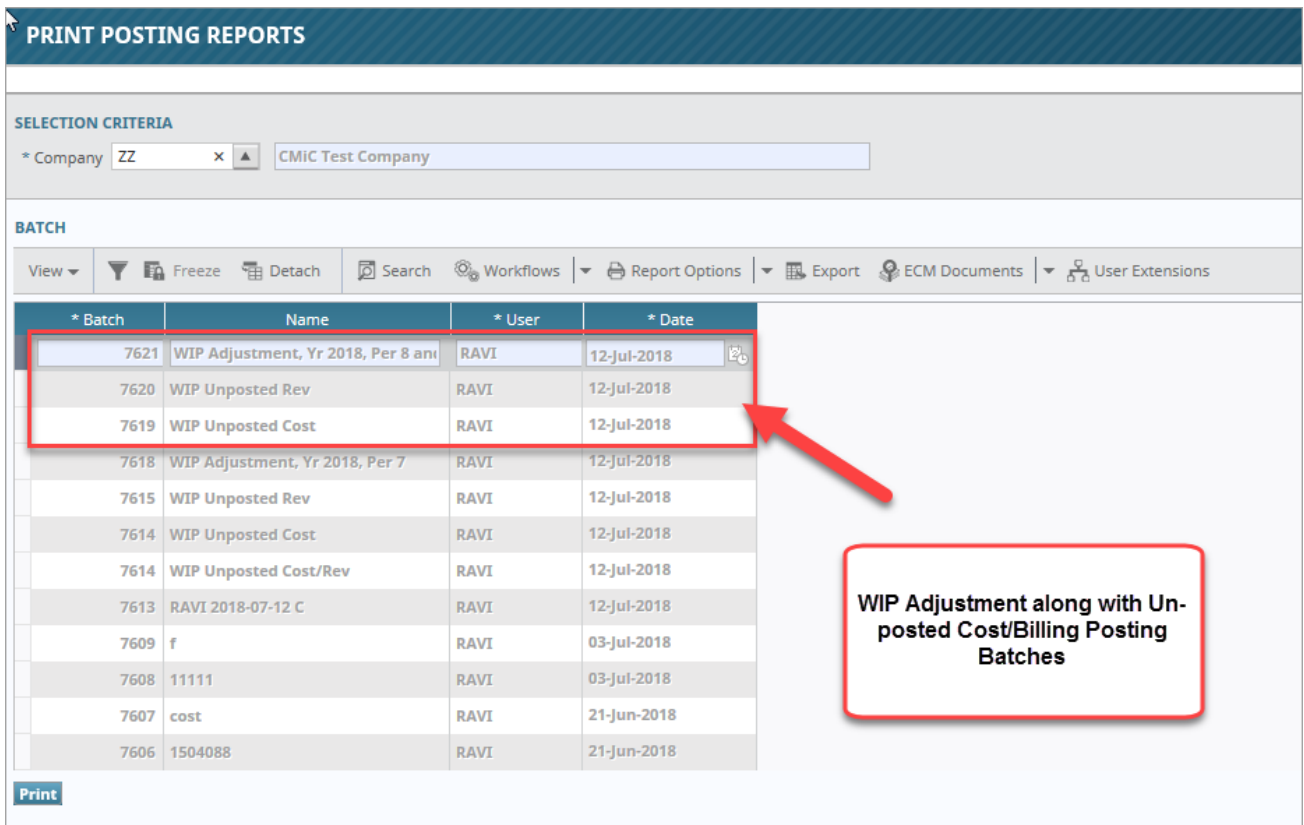 PRINT POSTING REPORTS
SELECTION CRITERIA
* Company ZZ × CMiC Test Company
BATCH
View Freeze Detach Search Workflows Report Options Export ECM Documents User Extensions
* Batch Name * User * Date
7621 WIP Adjustment, Yr 2018, Per 8 and RAVI 12-Jul-2018
7620 WIP Unposted Rev RAVI 12-Jul-2018
7619 WIP Unposted Cost RAVI 12-Jul-2018
7618 WIP Adjustment, Yr 2018, Per 7 RAVI 12-Jul-2018
7615 WIP Unposted Rev RAVI 12-Jul-2018
7614 WIP Unposted Cost RAVI 12-Jul-2018
7614 WIP Unposted Cost/Rev RAVI 12-Jul-2018
7613 RAVI 2018-07-12 C RAVI 12-Jul-2018
7609 f RAVI 03-Jul-2018
7608 11111 RAVI 03-Jul-2018
7607 cost RAVI 21-Jun-2018
7606 1504088 RAVI 21-Jun-2018
WIP Adjustment along with Un-
posted Cost/Billing Posting
Batches
Print